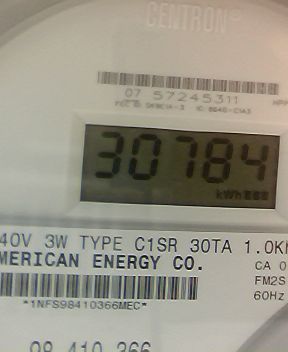 CENTRON®
07 57245311
30784
kWh
40V 3W TYPE C1SR 30TA 1.0K
MERICAN ENERGY CO.
CA 0
FM2S
60Hz
*1NFS98410366MEC*
98 410 366